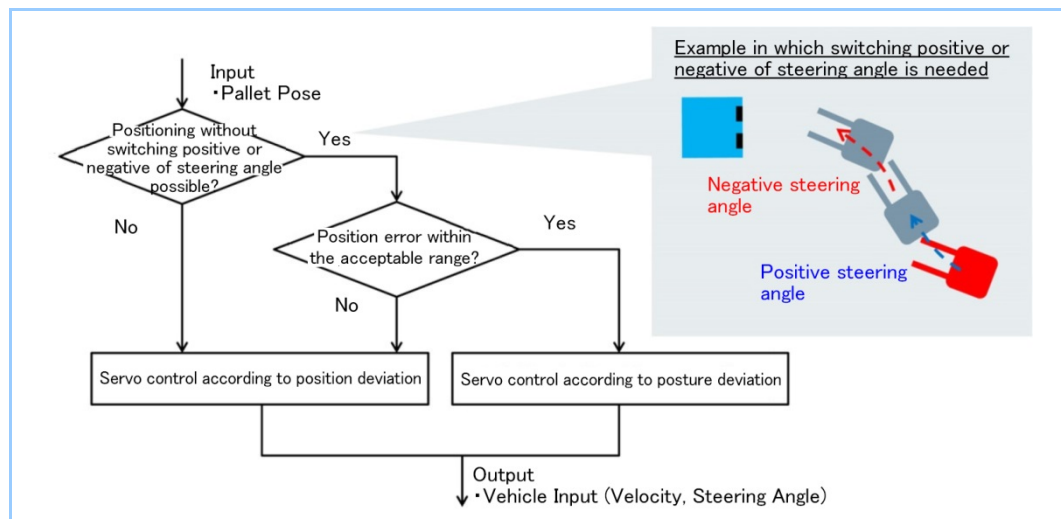 Input
・Pallet Pose
Positioning without
switching positive or
negative of steering angle
possible?
Yes
No
Position error within
the acceptable range?
Yes
No
Servo control according to position deviation
Servo control according to posture deviation
Output
・Vehicle Input (Velocity, Steering Angle)
Example in which switching positive or
negative of steering angle is needed
Negative steering
angle
Positive steering
angle